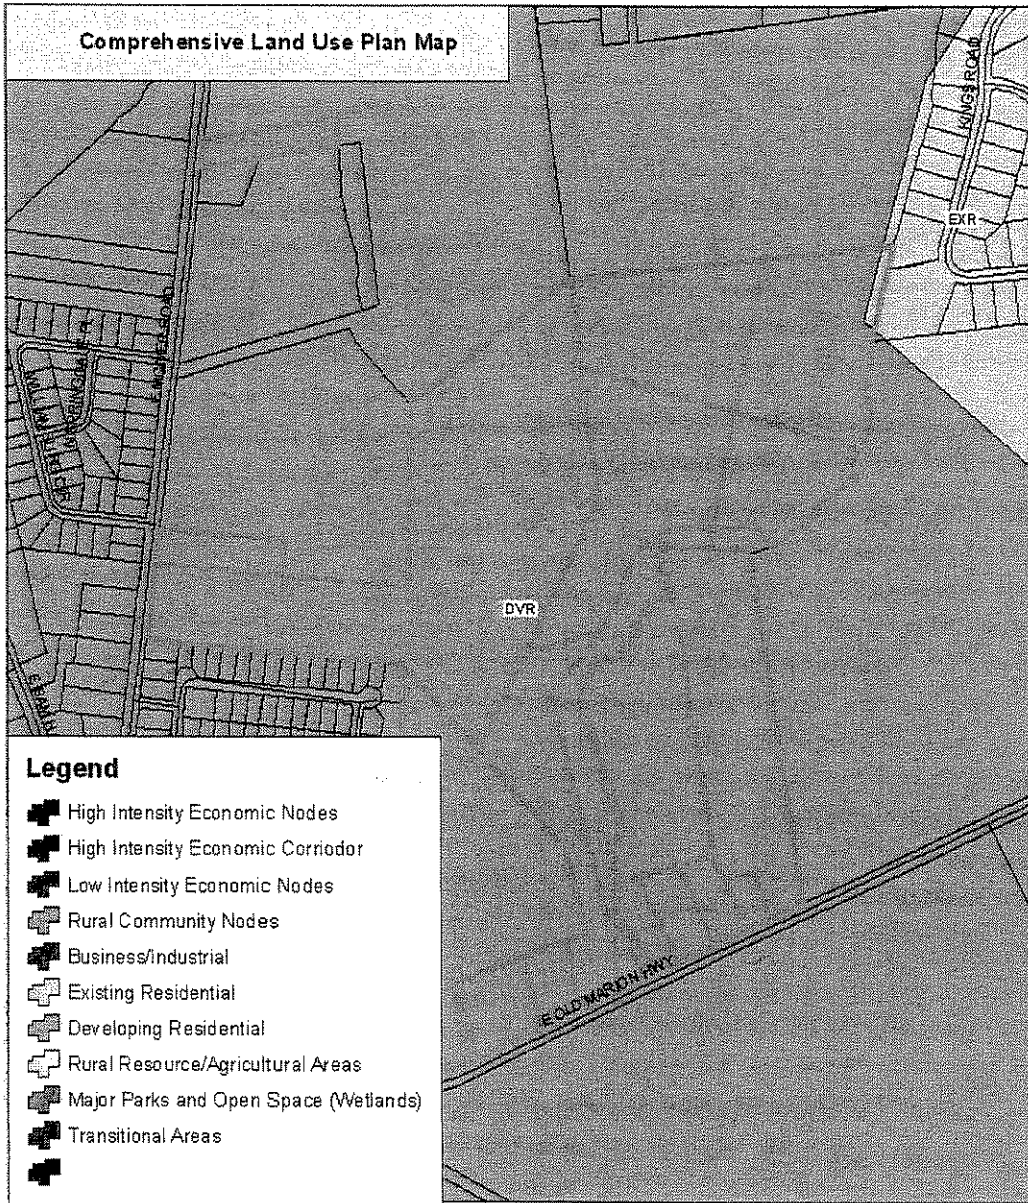 Comprehensive Land Use Plan Map
KINGS ROAD
EXR
DVR
E OLD MARION HWY
Legend
High Intensity Economic Nodes
High Intensity Economic Corriodor
Low Intensity Economic Nodes
Rural Community Nodes
Business/Industrial
Existing Residential
Developing Residential
Rural Resource/Agricultural Areas
Major Parks and Open Space (Wetlands)
Transitional Areas